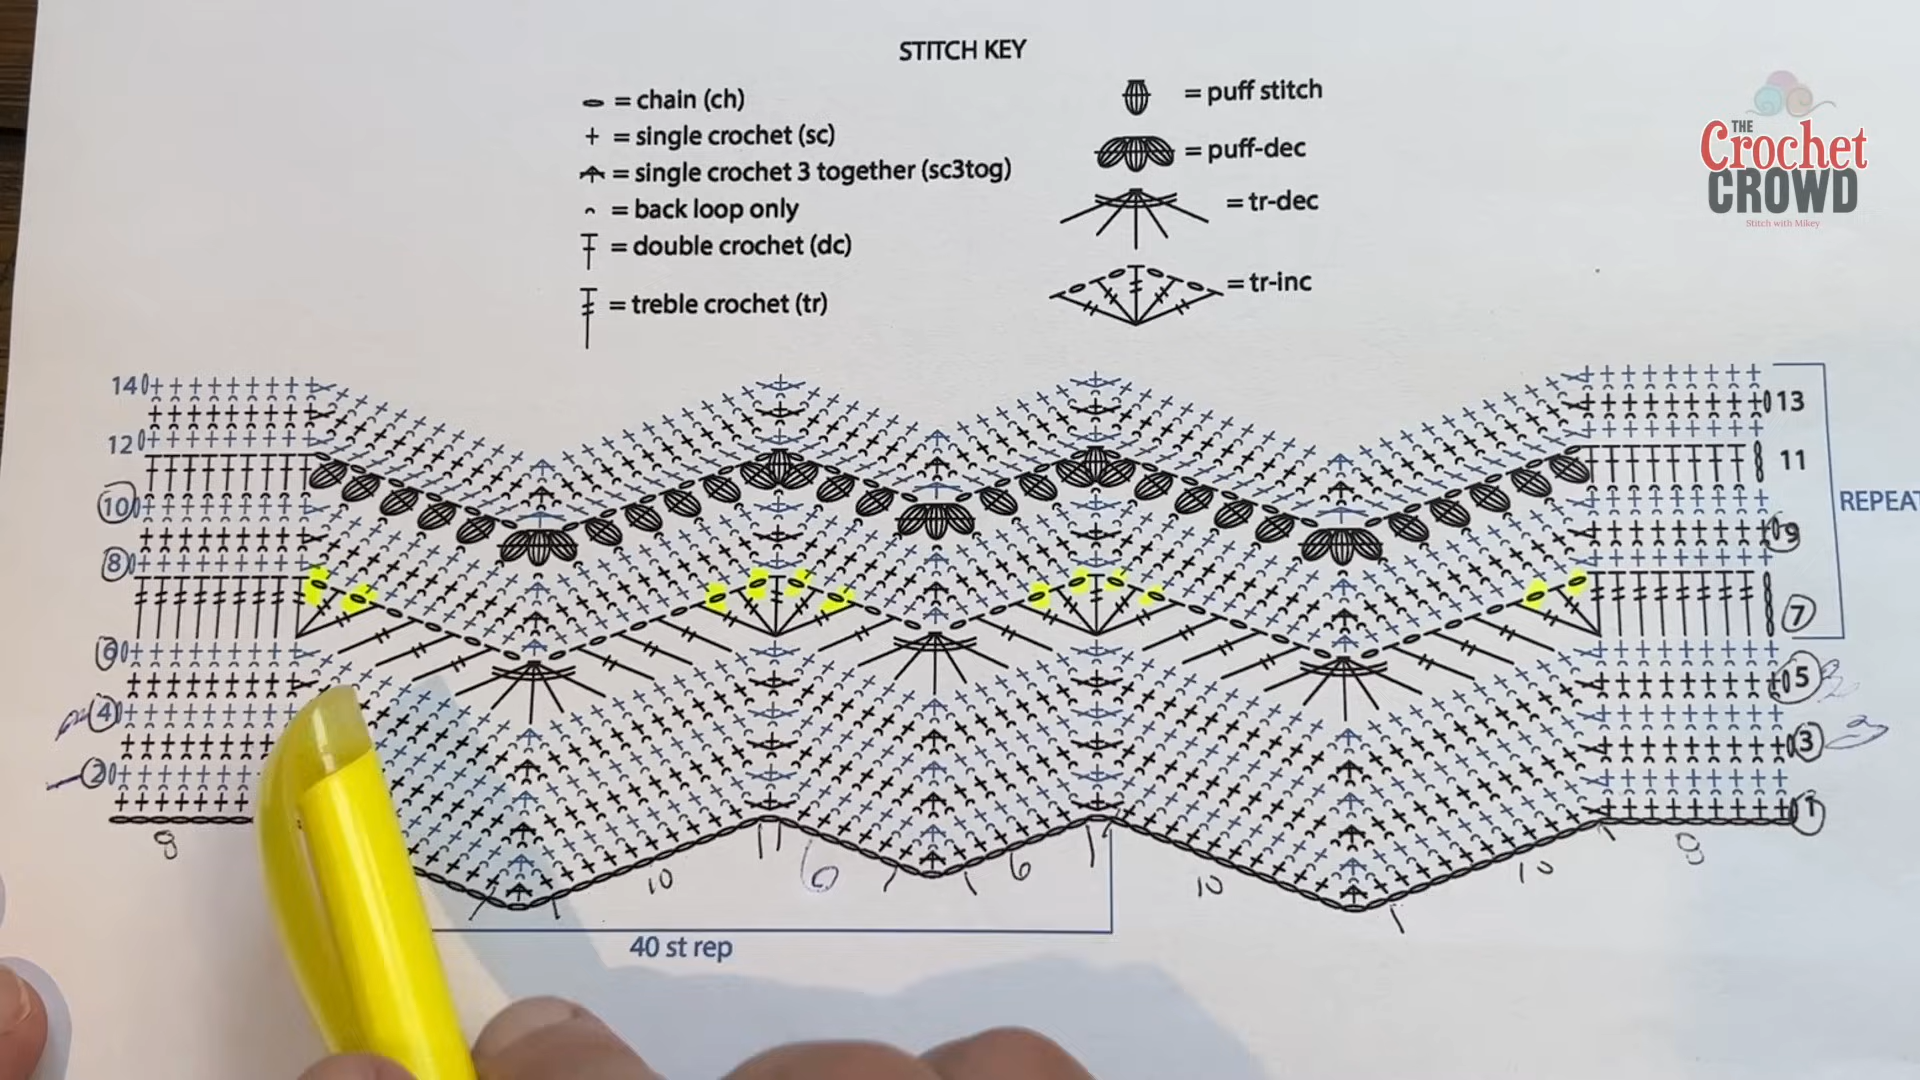 STITCH KEY
= chain (ch)
= single crochet (sc)
= single crochet 3 together (sc3tog)
= back loop only
= double crochet (dc)
= treble crochet (tr)
= puff stitch
= puff-dec
= tr-dec
= tr-inc
THE
Crochet
CROWD
Stitch with Mikey
14
13
12
11
10
REPEAT
9
8
7
6
5
4
3
2
1
8
10
6
6
10
10
8
40 st rep